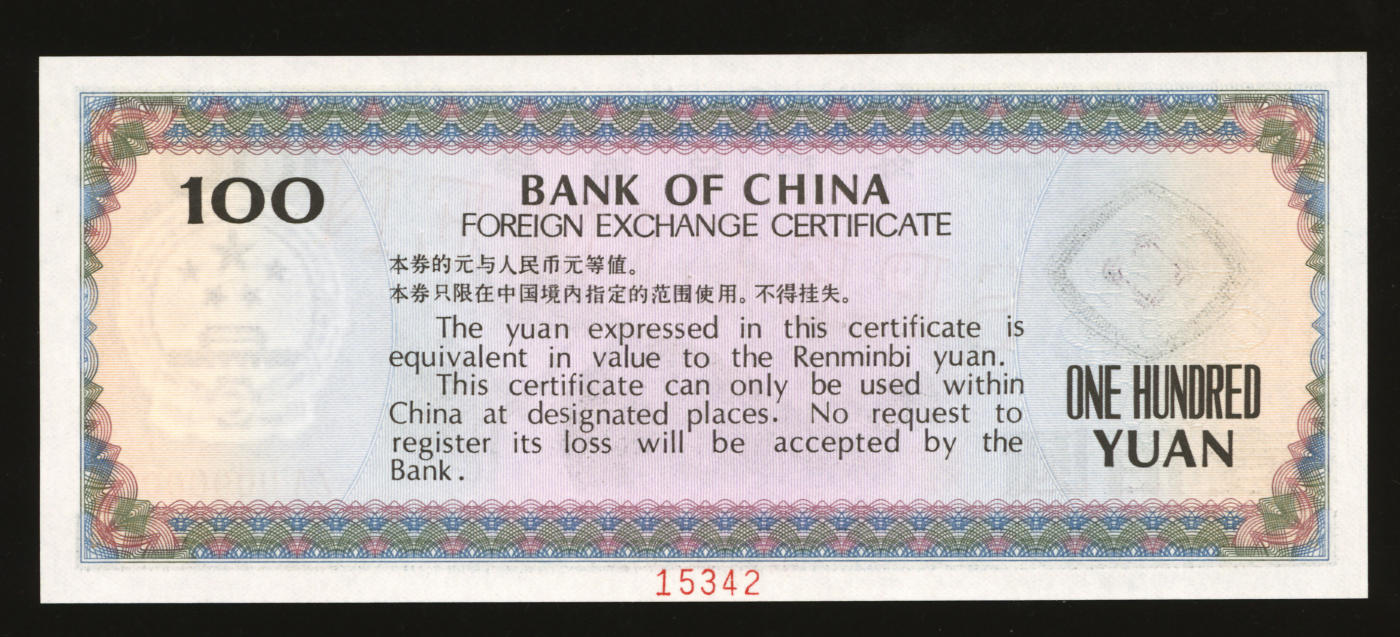 100
BANK OF CHINA
FOREIGN EXCHANGE CERTIFICATE
本券的元与人民币元等值。
本券只限在中国境内指定的范围使用。不得挂失。
The yuan expressed in this certificate is
equivalent in value to the Renminbi yuan.
This certificate can only be used within
China at designated places. No request to
register its loss will be accepted by the
Bank.
ONE HUNDRED
YUAN
15342